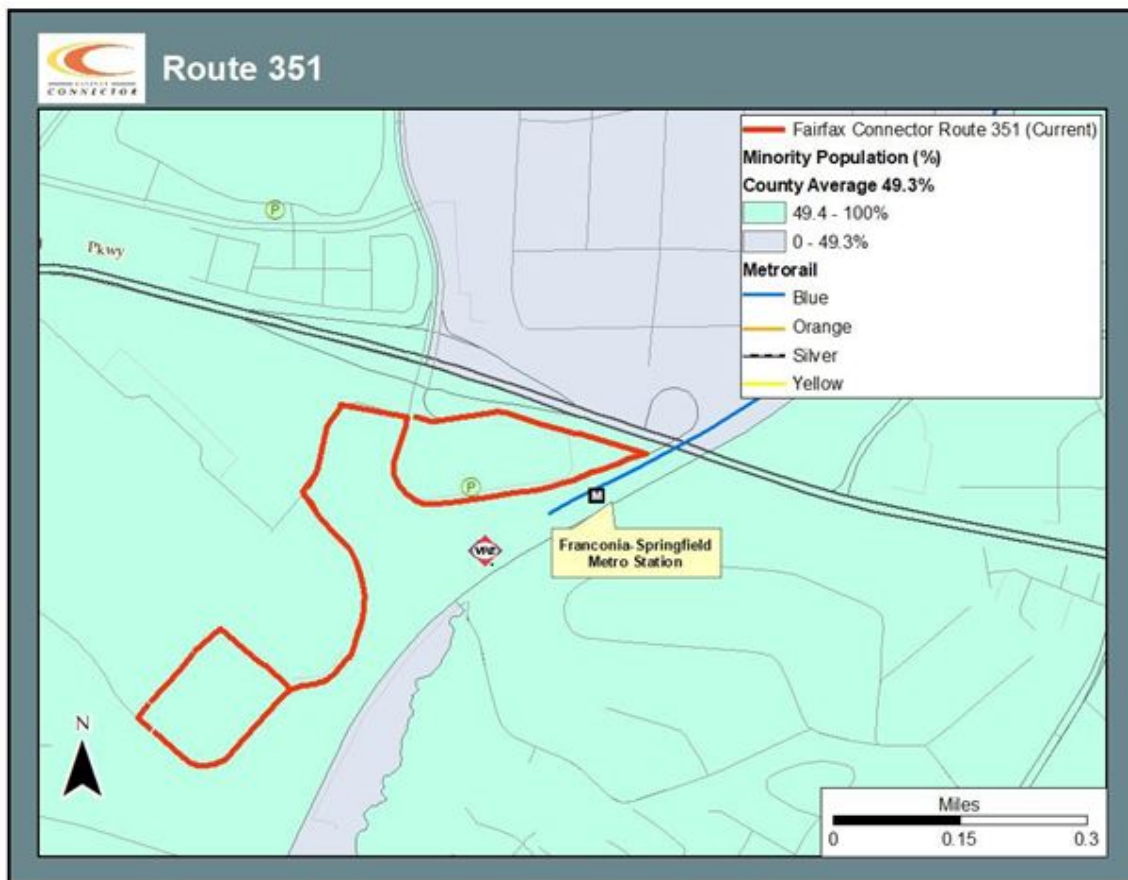 FAIRFAX
CONNECTOR
Route 351
Fairfax Connector Route 351 (Current)
Minority Population (%)
County Average 49.3%
49.4 - 100%
0 - 49.3%
Metrorail
Blue
Orange
Silver
Yellow
P
Pkwy
P
M
Franconia-Springfield
Metro Station
VRE
N
Miles
0 0.15 0.3